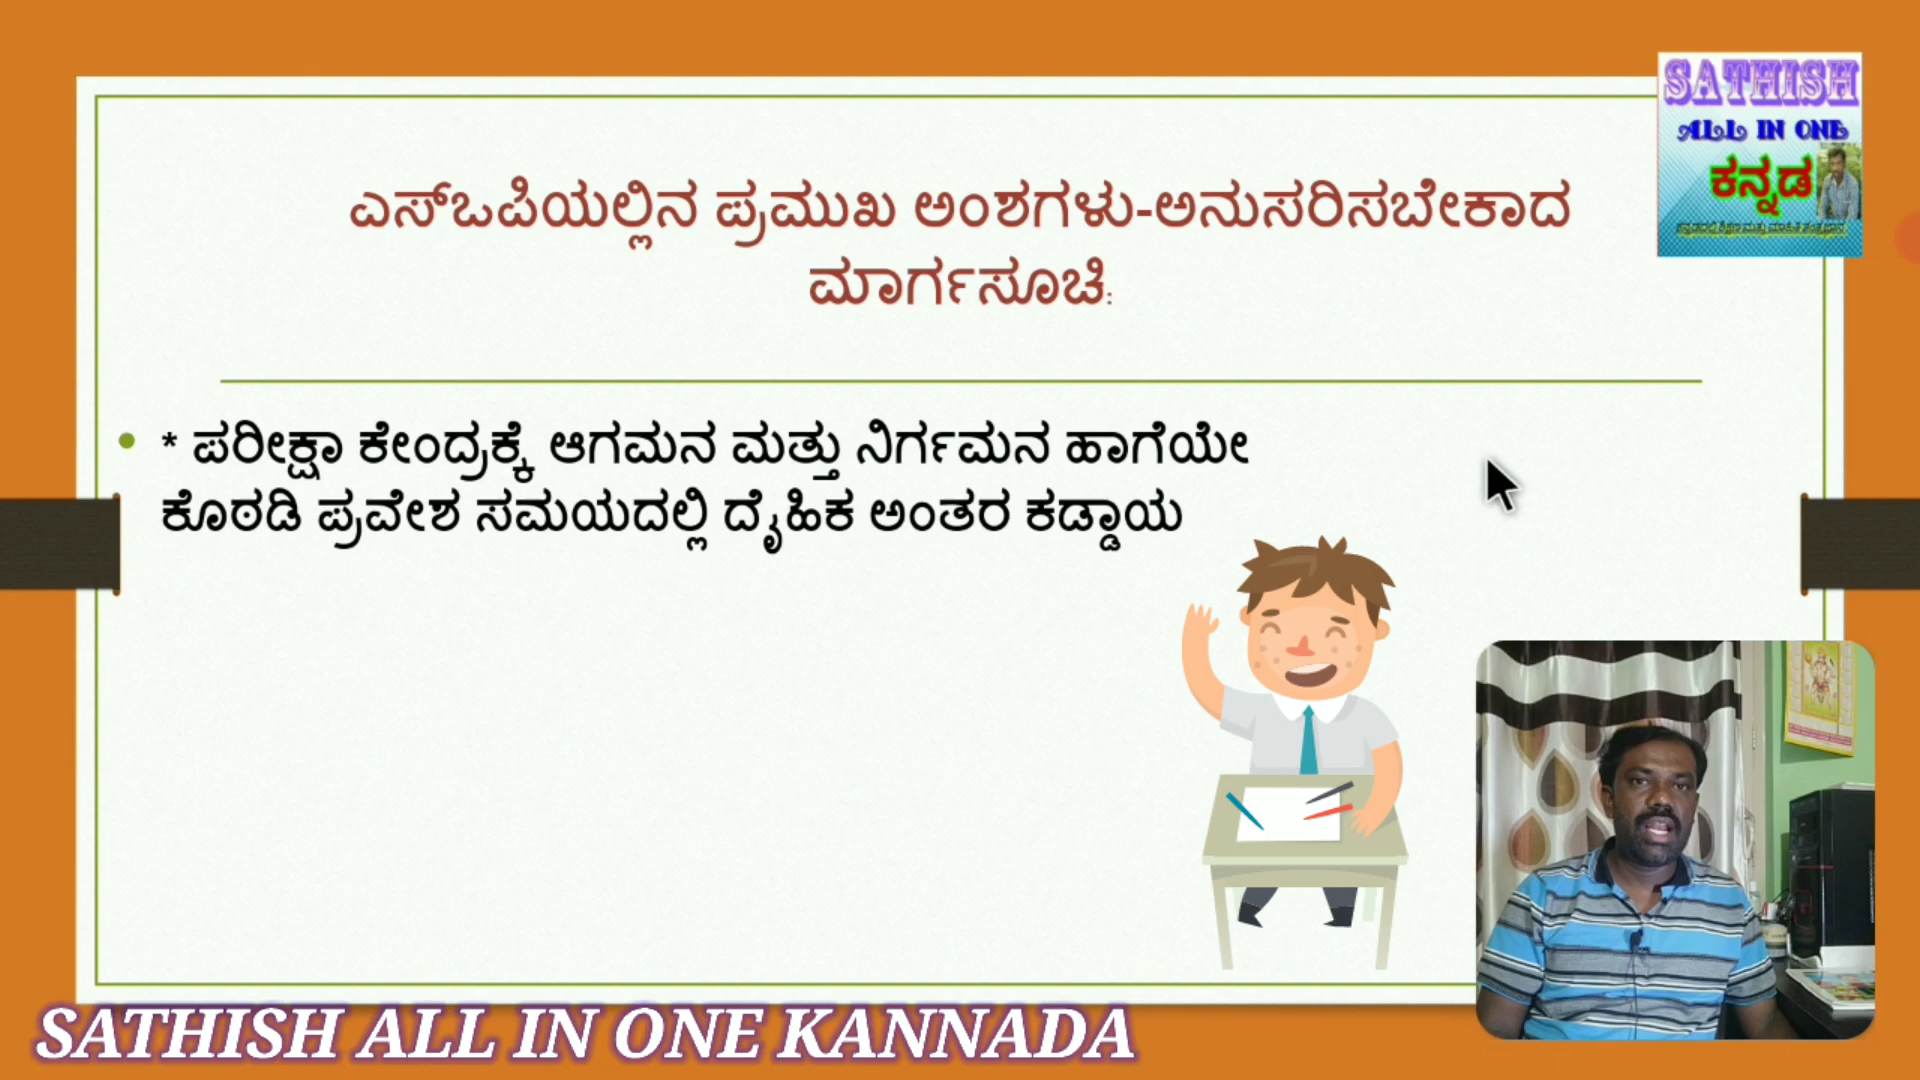 SATHISH
ALL IN ONE
ಕನ್ನಡ
ಎಸ್‌ಒಪಿಯಲ್ಲಿನ ಪ್ರಮುಖ ಅಂಶಗಳು-ಅನುಸರಿಸಬೇಕಾದ
ಮಾರ್ಗಸೂಚಿ:
* ಪರೀಕ್ಷಾ ಕೇಂದ್ರಕ್ಕೆ ಆಗಮನ ಮತ್ತು ನಿರ್ಗಮನ ಹಾಗೆಯೇ
ಕೊಠಡಿ ಪ್ರವೇಶ ಸಮಯದಲ್ಲಿ ದೈಹಿಕ ಅಂತರ ಕಡ್ಡಾಯ
SATHISH ALL IN ONE KANNADA